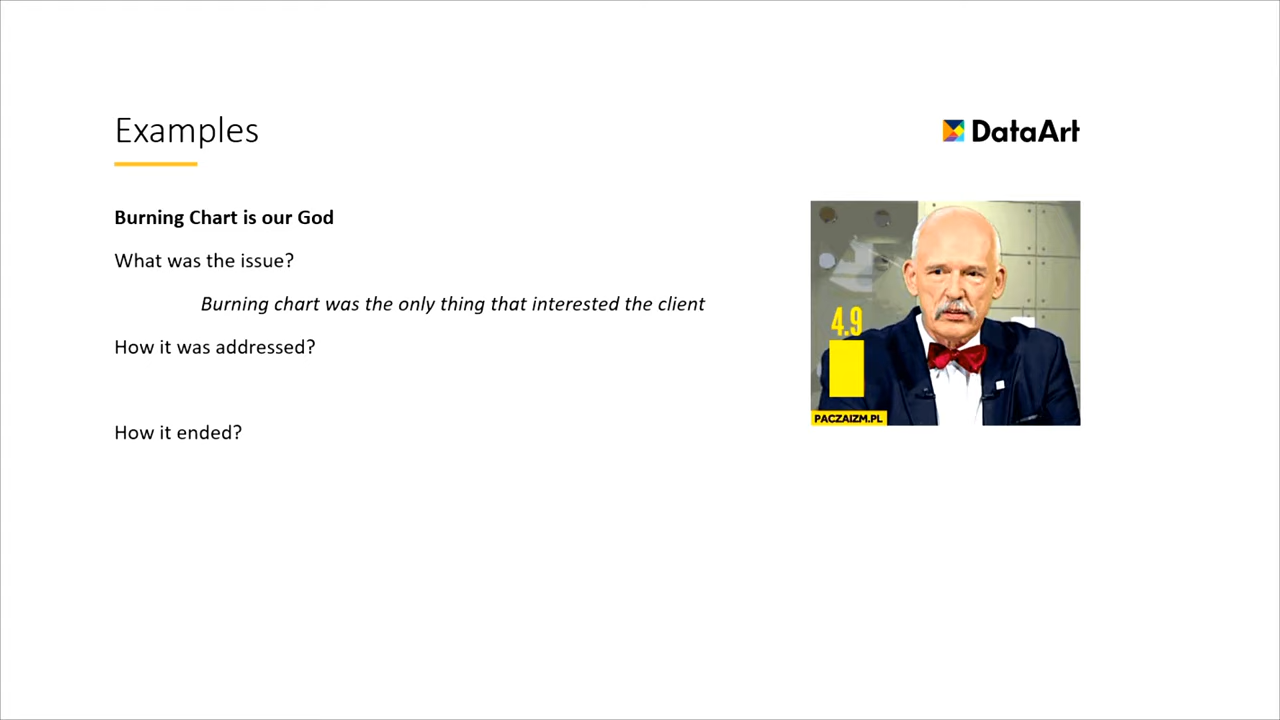 Examples
DataArt
Burning Chart is our God
What was the issue?
Burning chart was the only thing that interested the client
How it was addressed?
4.9
PACZAIZM.PL
How it ended?